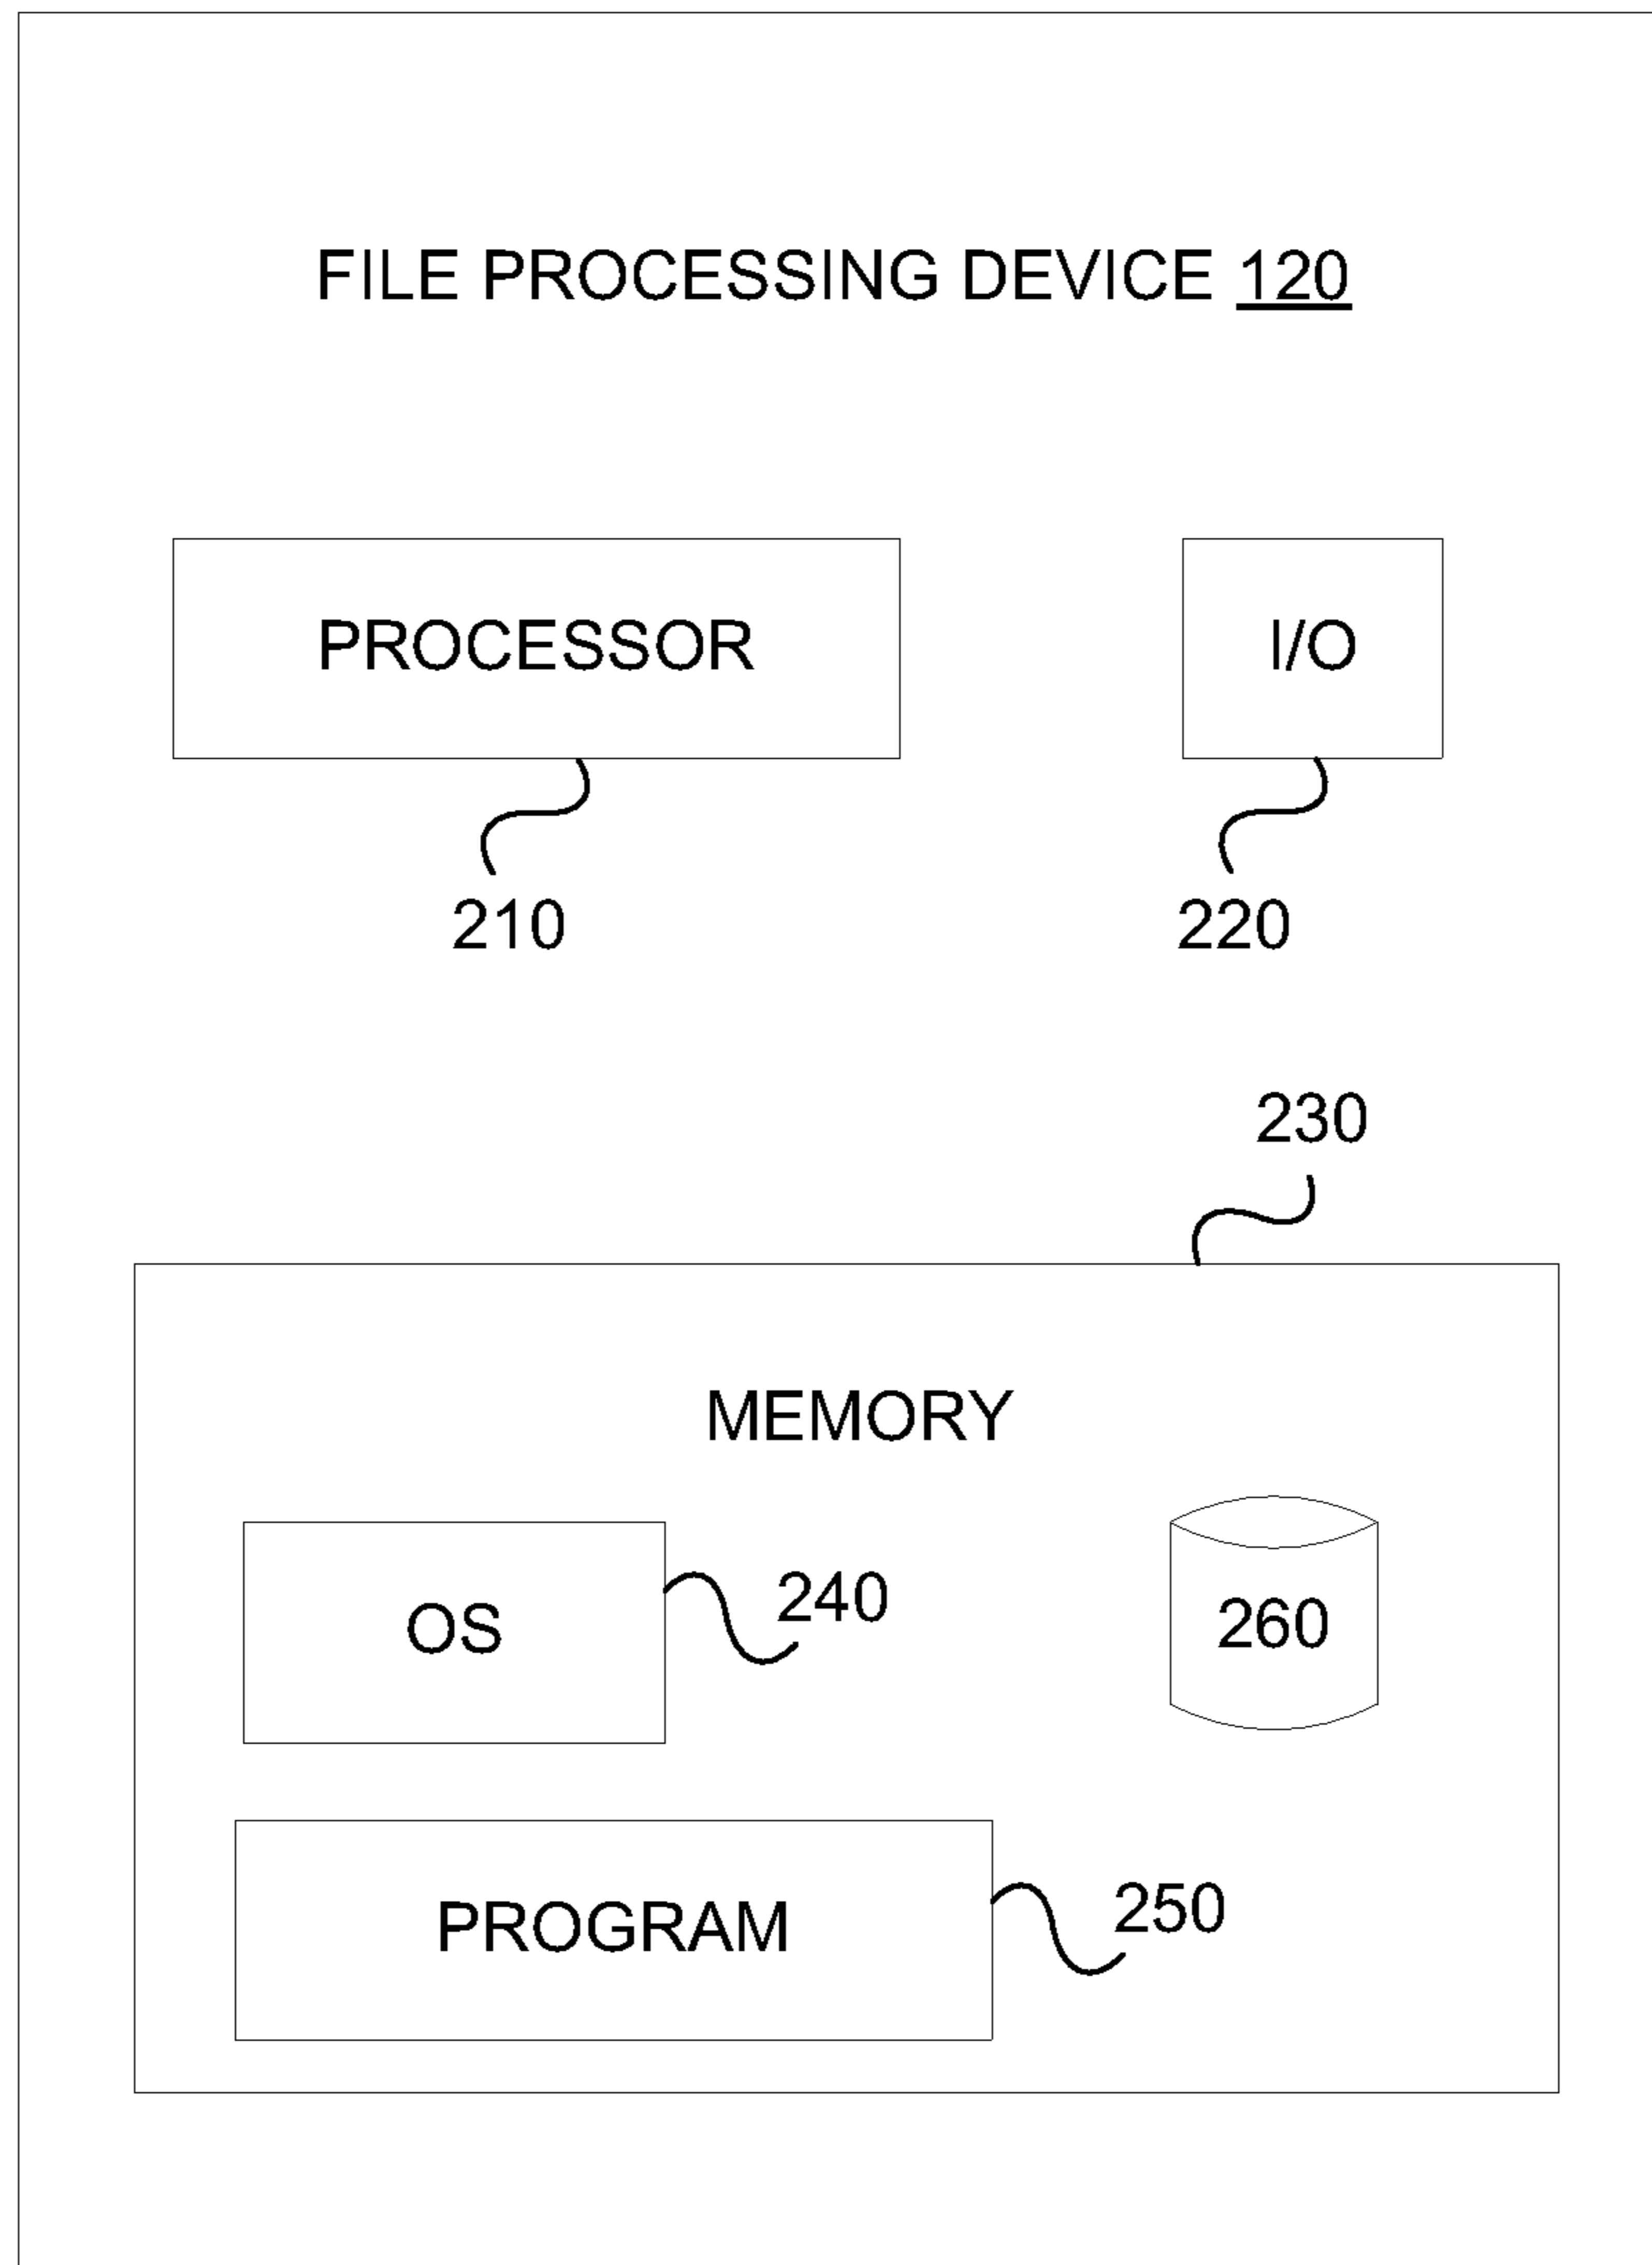 FILE PROCESSING DEVICE 120
PROCESSOR
I/O
210
220
230
MEMORY
OS
240
260
PROGRAM
250